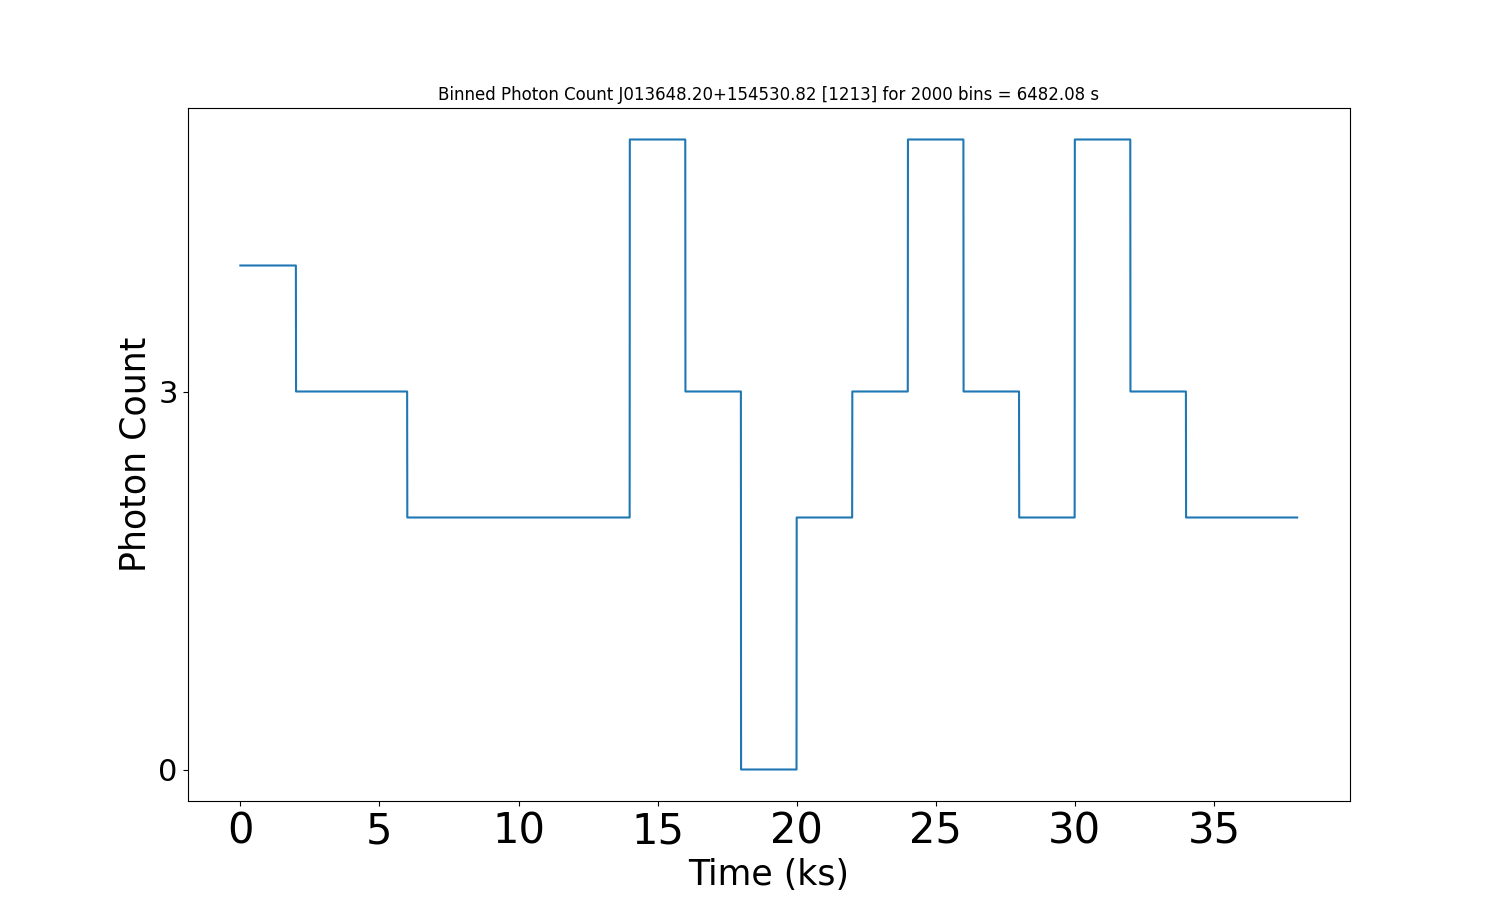 Binned Photon Count J013648.20+154530.82 [1213] for 2000 bins = 6482.08 s
Photon Count
3
0
0 5 10 15 20 25 30 35
Time (ks)